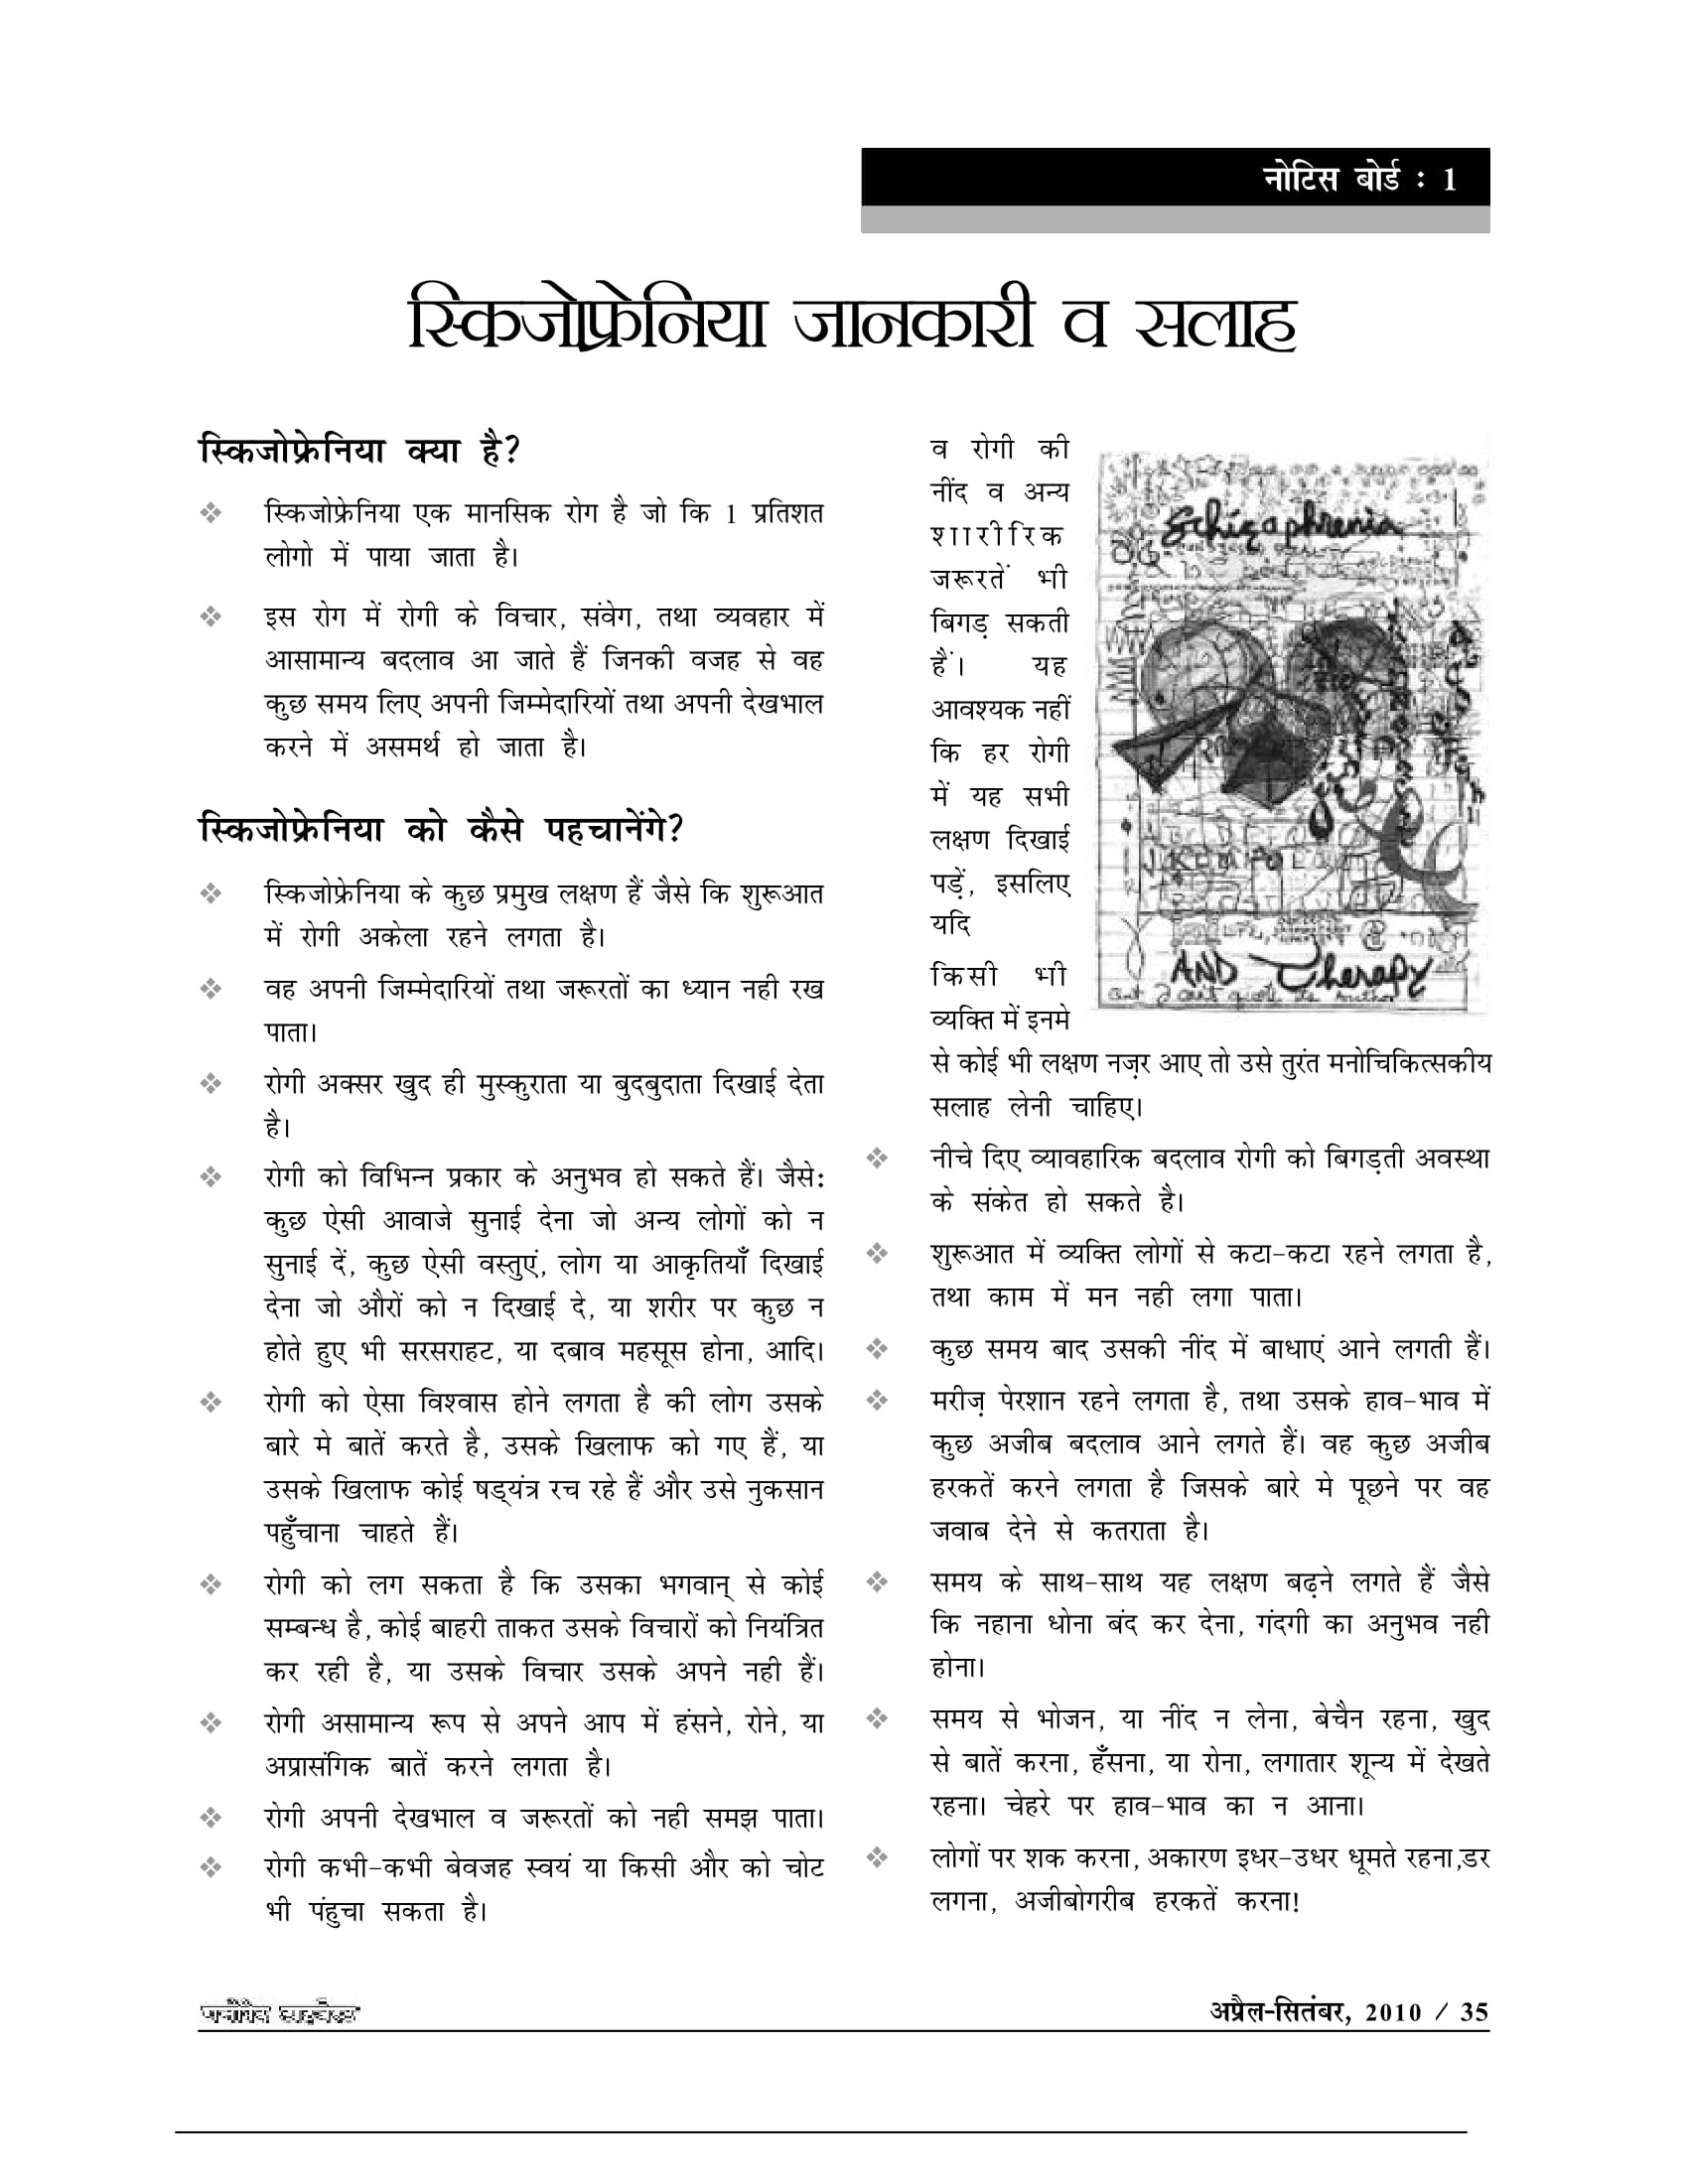 नोटिस बोर्ड : 1
स्किजोफ्रेनिया जानकारी व सलाह
स्किजोफ्रेनिया क्या है?
❖ स्किजोफ्रेनिया एक मानसिक रोग है जो कि 1 प्रतिशत
लोगो में पाया जाता है।
❖ इस रोग में रोगी के विचार, संवेग, तथा व्यवहार में
आसामान्य बदलाव आ जाते हैं जिनकी वजह से वह
कुछ समय लिए अपनी जिम्मेदारियों तथा अपनी देखभाल
करने में असमर्थ हो जाता है।
स्किजोफ्रेनिया को कैसे पहचानेंगे?
❖ स्किजोफ्रेनिया के कुछ प्रमुख लक्षण हैं जैसे कि शुरूआत
में रोगी अकेला रहने लगता है।
❖ वह अपनी जिम्मेदारियों तथा जरूरतों का ध्यान नही रख
पाता।
❖ रोगी अक्सर खुद ही मुस्कुराता या बुदबुदाता दिखाई देता
है।
❖ रोगी को विभिन्न प्रकार के अनुभव हो सकते हैं। जैसे:
कुछ ऐसी आवाजे सुनाई देना जो अन्य लोगों को न
सुनाई दें, कुछ ऐसी वस्तुएं, लोग या आकृतियाँ दिखाई
देना जो औरों को न दिखाई दे, या शरीर पर कुछ न
होते हुए भी सरसराहट, या दबाव महसूस होना, आदि।
❖ रोगी को ऐसा विश्वास होने लगता है की लोग उसके
बारे मे बातें करते है, उसके खिलाफ को गए हैं, या
उसके खिलाफ कोई षड्यंत्र रच रहे हैं और उसे नुकसान
पहुँचाना चाहते हैं।
❖ रोगी को लग सकता है कि उसका भगवान् से कोई
सम्बन्ध है, कोई बाहरी ताकत उसके विचारों को नियंत्रित
कर रही है, या उसके विचार उसके अपने नही हैं।
❖ रोगी असामान्य रूप से अपने आप में हंसने, रोने, या
अप्रासंगिक बातें करने लगता है।
❖ रोगी अपनी देखभाल व जरूरतों को नही समझ पाता।
❖ रोगी कभी-कभी बेवजह स्वयं या किसी और को चोट
भी पंहुचा सकता है।
व रोगी की
नींद व अन्य
शारीरिक
जरूरतें भी
बिगड़ सकती
हैं। यह
आवश्यक नहीं
कि हर रोगी
में यह सभी
लक्षण दिखाई
पड़ें, इसलिए
यदि
किसी भी
व्यक्ति में इनमे
से कोई भी लक्षण नज़र आए तो उसे तुरंत मनोचिकित्सकीय
सलाह लेनी चाहिए।
❖ नीचे दिए व्यावहारिक बदलाव रोगी को बिगड़ती अवस्था
के संकेत हो सकते है।
❖ शुरूआत में व्यक्ति लोगों से कटा-कटा रहने लगता है,
तथा काम में मन नही लगा पाता।
❖ कुछ समय बाद उसकी नींद में बाधाएं आने लगती हैं।
❖ मरीज़ पेरशान रहने लगता है, तथा उसके हाव-भाव में
कुछ अजीब बदलाव आने लगते हैं। वह कुछ अजीब
हरकतें करने लगता है जिसके बारे मे पूछने पर वह
जवाब देने से कतराता है।
❖ समय के साथ-साथ यह लक्षण बढ़ने लगते हैं जैसे
कि नहाना धोना बंद कर देना, गंदगी का अनुभव नही
होना।
❖ समय से भोजन, या नींद न लेना, बेचैन रहना, खुद
से बातें करना, हँसना, या रोना, लगातार शून्य में देखते
रहना। चेहरे पर हाव-भाव का न आना।
❖ लोगों पर शक करना, अकारण इधर-उधर धूमते रहना,डर
लगना, अजीबोगरीब हरकतें करना!
Schizophrenia
AND Therapy
अप्रैल-सितंबर, 2010 / 35